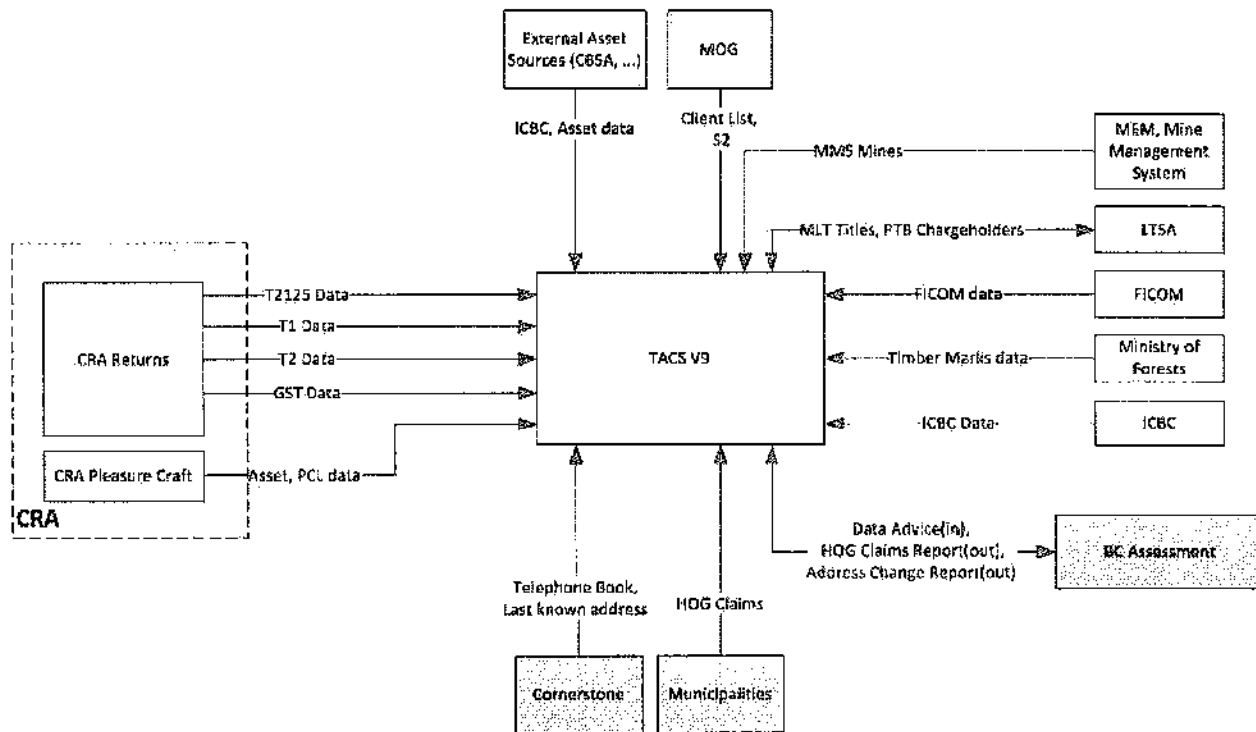 External Asset
Sources (CBSA, ...)
MOG
ICBC, Asset data
Client List,
S2
MMS Mines
MEM, Mine
Management
System
MLT Titles, PTB Chargeholders
LTSA
T2125 Data
FICOM data
FICOM
T1 Data
CRA Returns
T2 Data
TACS V9
Timber Marks data
Ministry of
Forests
GST Data
ICBC Data
ICBC
CRA Pleasure Craft
Asset, PCL data
CRA
Data Advice(in),
HOG Claims Report(out),
Address Change Report(out)
BC Assessment
Telephone Book,
Last known address
HOG Claims
Cornerstone
Municipalities